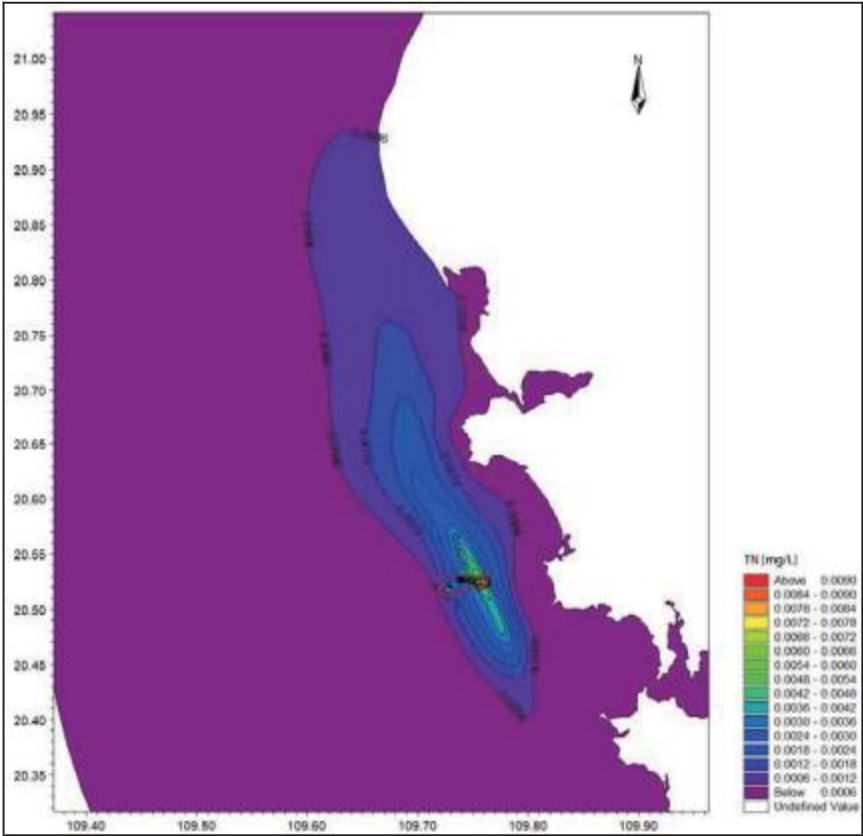 N
21.00
20.95
20.90
20.85
20.80
20.75
20.70
20.65
20.60
20.55
20.50
20.45
20.40
20.35
109.40 109.50 109.60 109.70 109.80 109.90
TN [mg/L]
Above 0.0090
0.0084 - 0.0090
0.0078 - 0.0084
0.0072 - 0.0078
0.0066 - 0.0072
0.0060 - 0.0066
0.0054 - 0.0060
0.0048 - 0.0054
0.0042 - 0.0048
0.0036 - 0.0042
0.0030 - 0.0036
0.0024 - 0.0030
0.0018 - 0.0024
0.0012 - 0.0018
0.0006 - 0.0012
Below 0.0006
Undefined Value